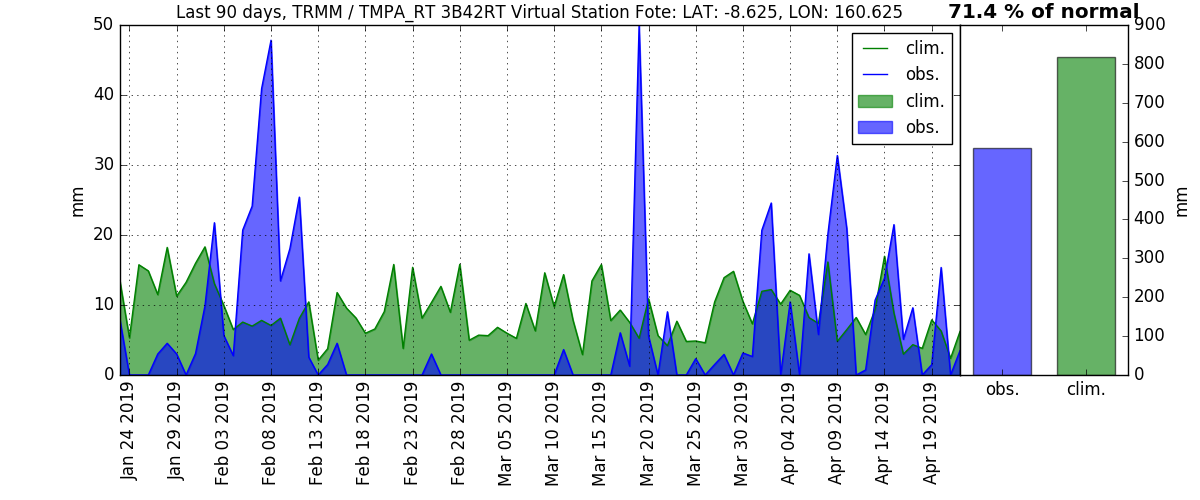 Last 90 days, TRMM / TMPA_RT 3B42RT Virtual Station Fote: LAT: -8.625, LON: 160.625
71.4 % of normal
50
40
30
20
10
0
mm
clim.
obs.
clim.
obs.
900
800
700
600
500
400
300
200
100
0
mm
Jan 24 2019
Jan 29 2019
Feb 03 2019
Feb 08 2019
Feb 13 2019
Feb 18 2019
Feb 23 2019
Feb 28 2019
Mar 05 2019
Mar 10 2019
Mar 15 2019
Mar 20 2019
Mar 25 2019
Mar 30 2019
Apr 04 2019
Apr 09 2019
Apr 14 2019
Apr 19 2019
obs.
clim.